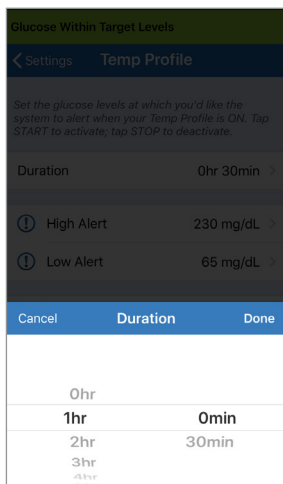 Glucose Within Target Levels
Settings Temp Profile
Set the glucose levels at which you'd like the
system to alert when your Temp Profile is ON. Tap
START to activate; tap STOP to deactivate.
Duration 0hr 30min
High Alert 230 mg/dL
Low Alert 65 mg/dL
Cancel Duration Done
0hr
1hr 0min
2hr 30min
3hr
4hr